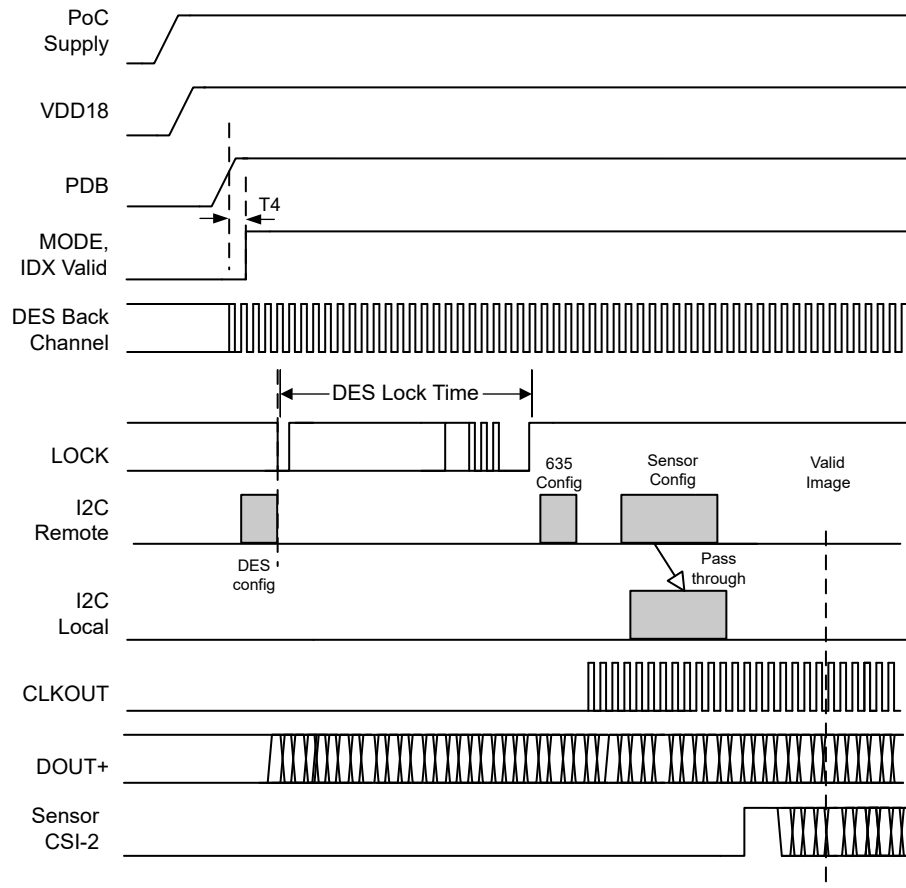 PoC
Supply
VDD18
PDB
T4
MODE,
IDX Valid
DES Back
Channel
DES Lock Time
LOCK
635
Config
Sensor
Config
Valid
Image
I2C
Remote
DES
config
Pass
through
I2C
Local
CLKOUT
DOUT+
Sensor
CSI-2